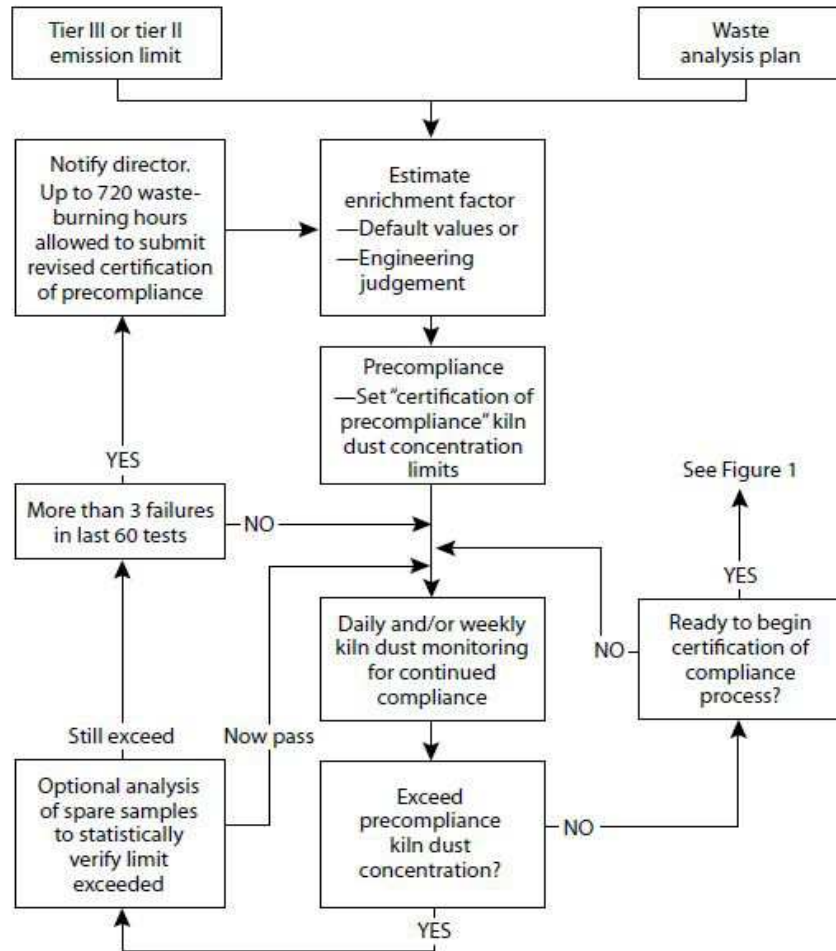 Tier III or tier II
emission limit
Waste
analysis plan
Notify director.
Up to 720 waste-
burning hours
allowed to submit
revised certification
of precompliance
Estimate
enrichment factor
—Default values or
—Engineering
judgement
Precompliance
—Set "certification of
precompliance" kiln
dust concentration
limits
YES
See Figure 1
More than 3 failures
in last 60 tests
NO
YES
Daily and/or weekly
kiln dust monitoring
for continued
compliance
NO
Ready to begin
certification of
compliance
process?
Still exceed
Now pass
Optional analysis
of spare samples
to statistically
verify limit
exceeded
Exceed
precompliance
kiln dust
concentration?
NO
YES